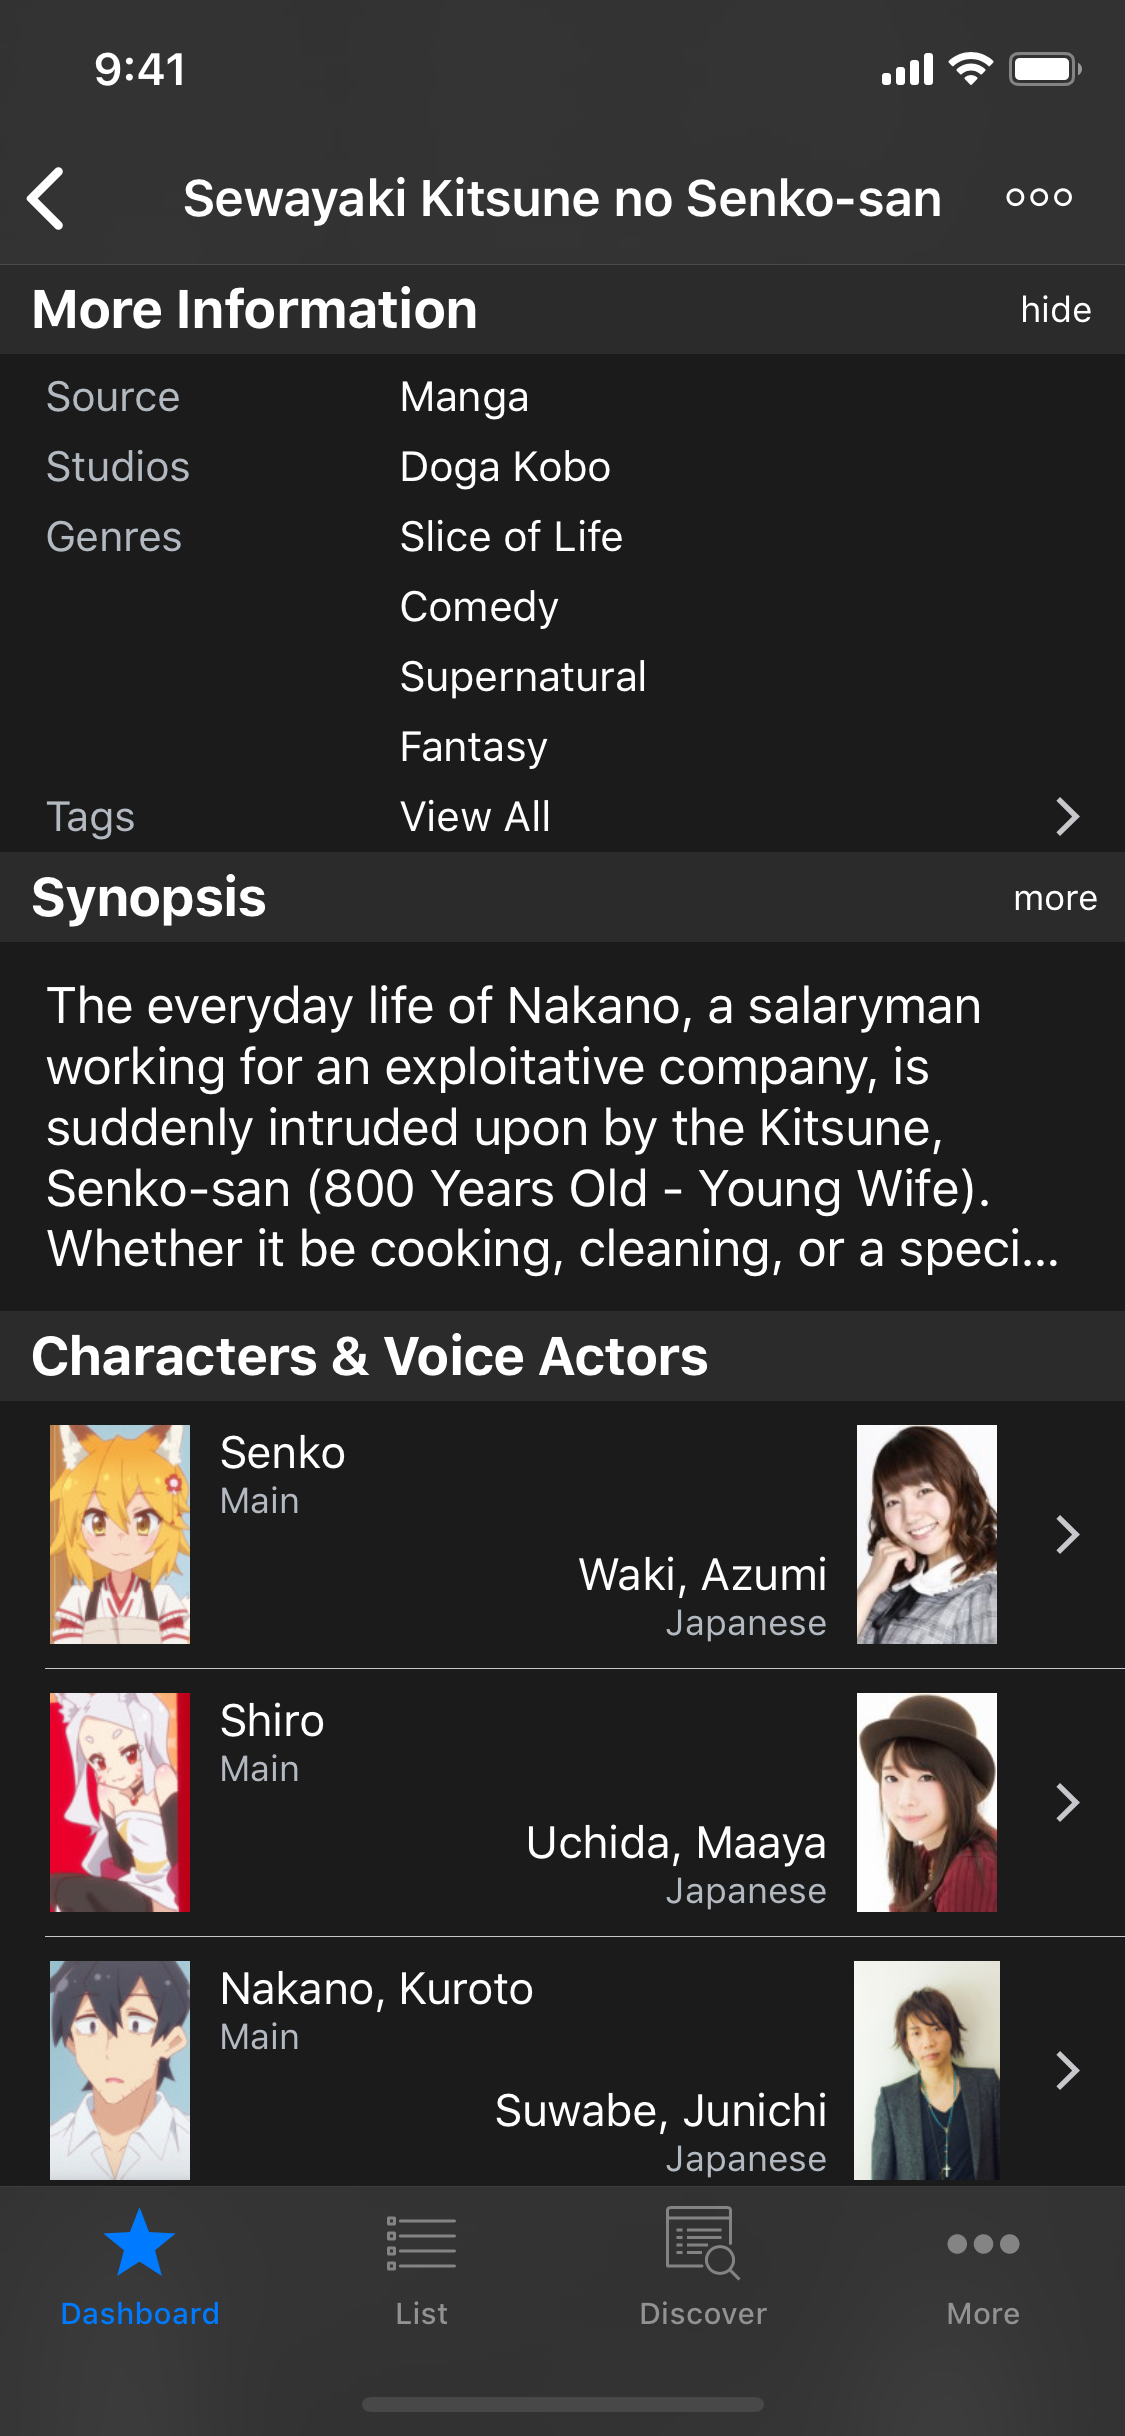 9:41
Sewayaki Kitsune no Senko-san
More Information
hide
Source
Manga
Studios
Doga Kobo
Genres
Slice of Life
Comedy
Supernatural
Fantasy
Tags
View All
Synopsis
more
The everyday life of Nakano, a salaryman
working for an exploitative company, is
suddenly intruded upon by the Kitsune,
Senko-san (800 Years Old - Young Wife).
Whether it be cooking, cleaning, or a speci...
Characters & Voice Actors
Senko
Main
Waki, Azumi
Japanese
Shiro
Main
Uchida, Maaya
Japanese
Nakano, Kuroto
Main
Suwabe, Junichi
Japanese
Dashboard
List
Discover
More